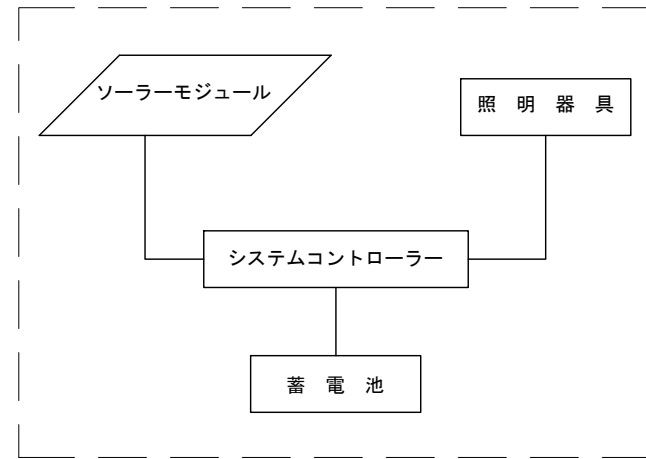 ソーラーモジュール
照 明 器 具
システムコントローラー
蓄 電 池